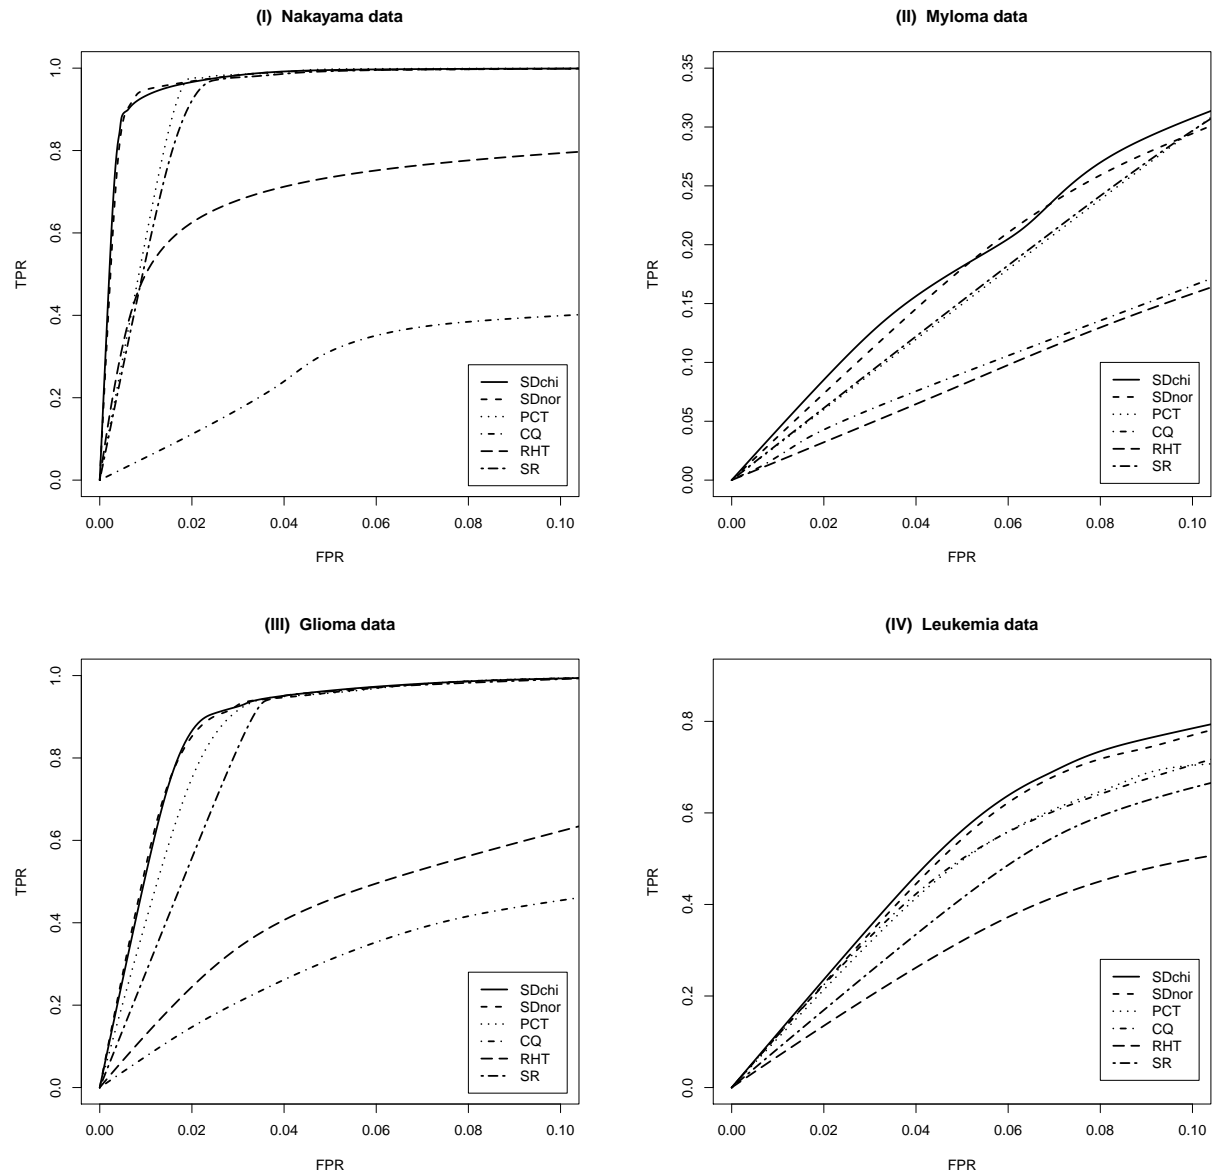 (I) Nakayama data
TPR
0.0 0.2 0.4 0.6 0.8 1.0
SDchi
SDnor
PCT
CQ
RHT
SR
0.00 0.02 0.04 0.06 0.08 0.10
FPR
(II) Myloma data
TPR
0.00 0.05 0.10 0.15 0.20 0.25 0.30 0.35
SDchi
SDnor
PCT
CQ
RHT
SR
0.00 0.02 0.04 0.06 0.08 0.10
FPR
(III) Glioma data
TPR
0.0 0.2 0.4 0.6 0.8 1.0
SDchi
SDnor
PCT
CQ
RHT
SR
0.00 0.02 0.04 0.06 0.08 0.10
FPR
(IV) Leukemia data
TPR
0.0 0.2 0.4 0.6 0.8
SDchi
SDnor
PCT
CQ
RHT
SR
0.00 0.02 0.04 0.06 0.08 0.10
FPR